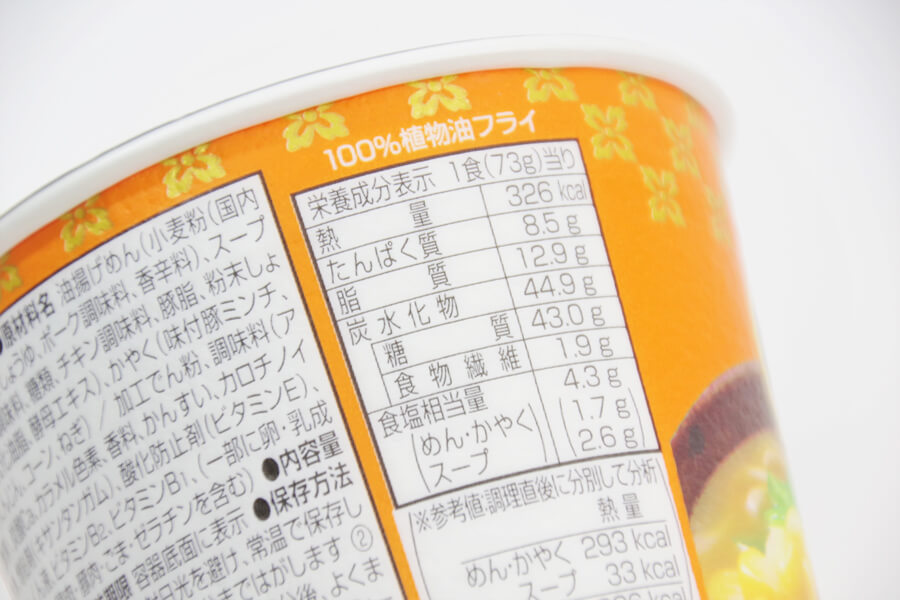 100%植物油フライ
栄養成分表示 1食(73g)当り
熱量 326 kcal
たんぱく質 8.5 g
脂質 12.9 g
炭水化物 44.9 g
糖質 43.0 g
食物繊維 1.9 g
食塩相当量 4.3 g
(めん・かやく 1.7 g)
(スープ 2.6 g)
※参考値:調理直後に分別して分析
熱量
めん・かやく 293 kcal
スープ 33 kcal
原材料名 油揚げめん(小麦粉(国内
しょうゆ、ポーク調味料、香辛料)、スープ
糖類、チキン調味料、豚脂、粉末しょ
酵母エキス)、かやく(味付豚ミンチ、
コーン、ねぎ)/加工でん粉、調味料(ア
カラメル色素、香料、かんすい、カロチノイ
(キサンタンガム)、酸化防止剤(ビタミンE)、
ビタミンB2、ビタミンB1、(一部に卵・乳成
豚肉・ごま・ゼラチンを含む) ●内容量
容器底面に表示 ●保存方法
日光を避け、常温で保存し
まではがします ②